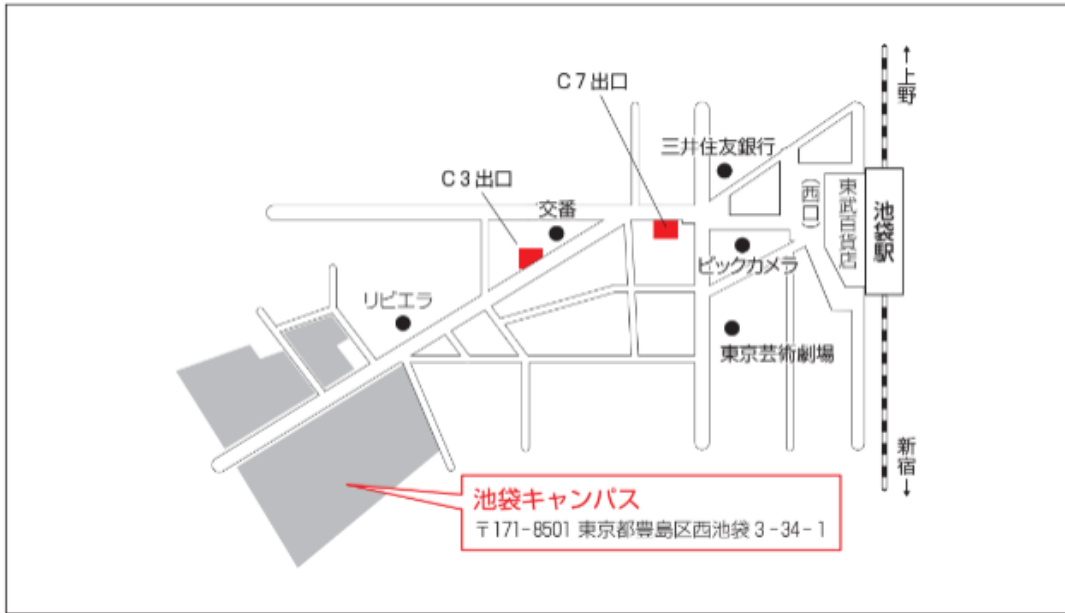 ↑上野
C7出口
三井住友銀行
C3出口
交番
(西口)
東武百貨店
池袋駅
ビックカメラ
リビエラ
東京芸術劇場
新宿↓
池袋キャンパス
〒171-8501 東京都豊島区西池袋3-34-1